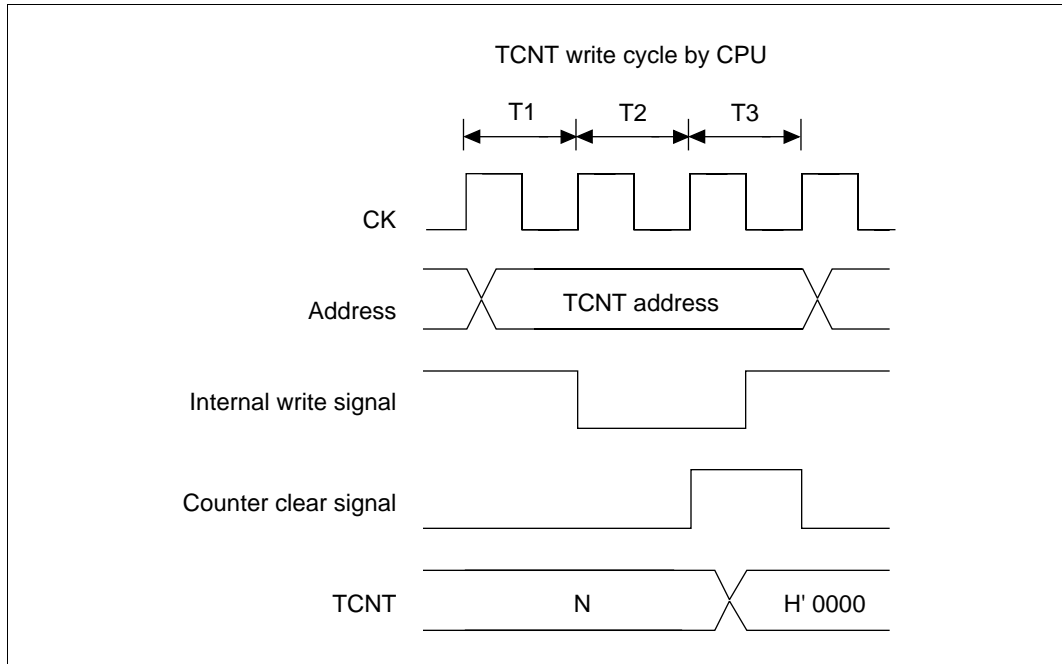 TCNT write cycle by CPU
T1 T2 T3
CK
Address TCNT address
Internal write signal
Counter clear signal
TCNT N H' 0000